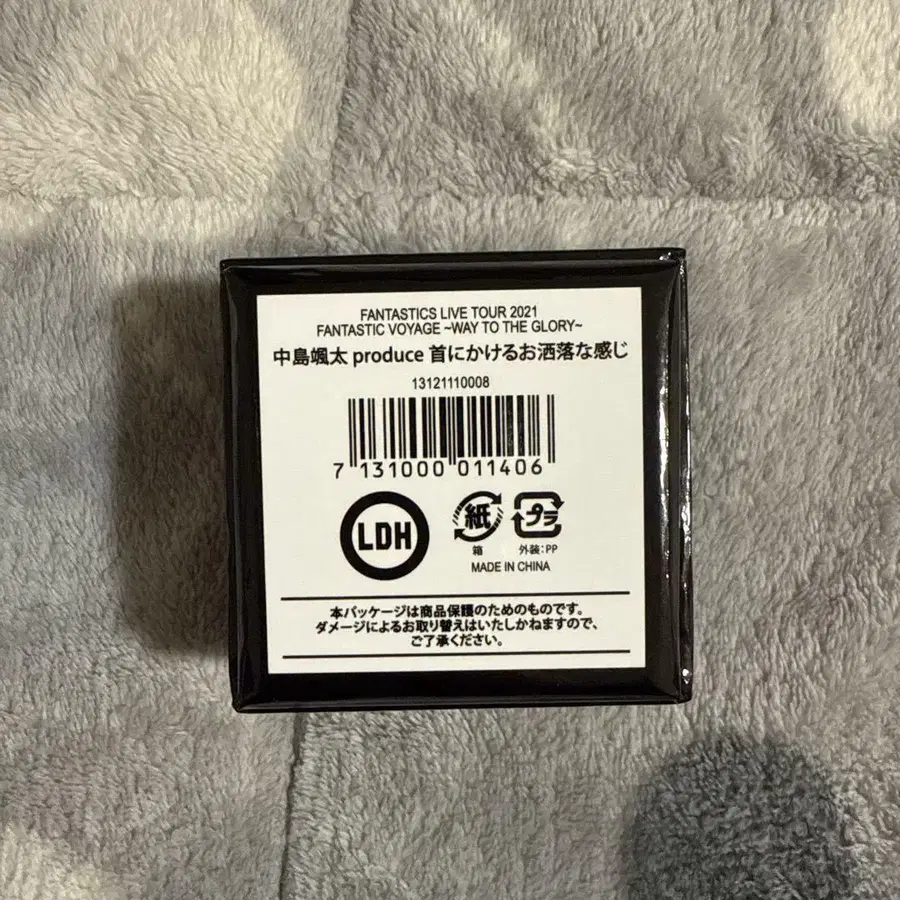 FANTASTICS LIVE TOUR 2021
FANTASTIC VOYAGE ~WAY TO THE GLORY~
中島颯太 produce 首にかけるお洒落な感じ
13121110008
7 131000 011406
LDH
紙 プラ
箱 外装:PP
MADE IN CHINA
本パッケージは商品保護のためのものです。
ダメージによるお取り替えはいたしかねますので、
ご了承ください。